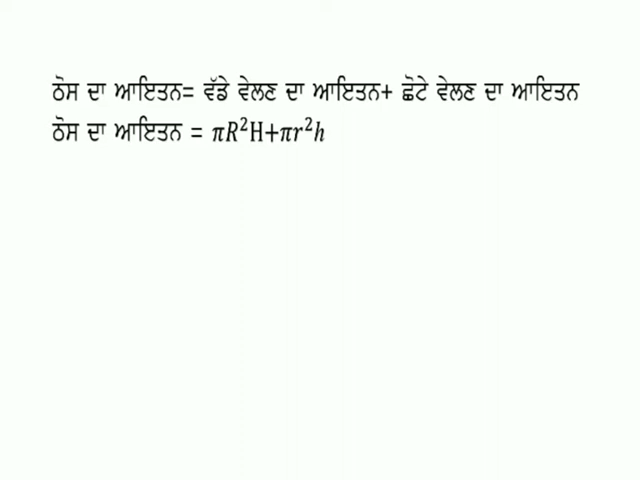 ਠੋਸ ਦਾ ਆਇਤਨ= ਵੱਡੇ ਵੇਲਣ ਦਾ ਆਇਤਨ+ ਛੋਟੇ ਵੇਲਣ ਦਾ ਆਇਤਨ
ਠੋਸ ਦਾ ਆਇਤਨ = πR²H+πr²h